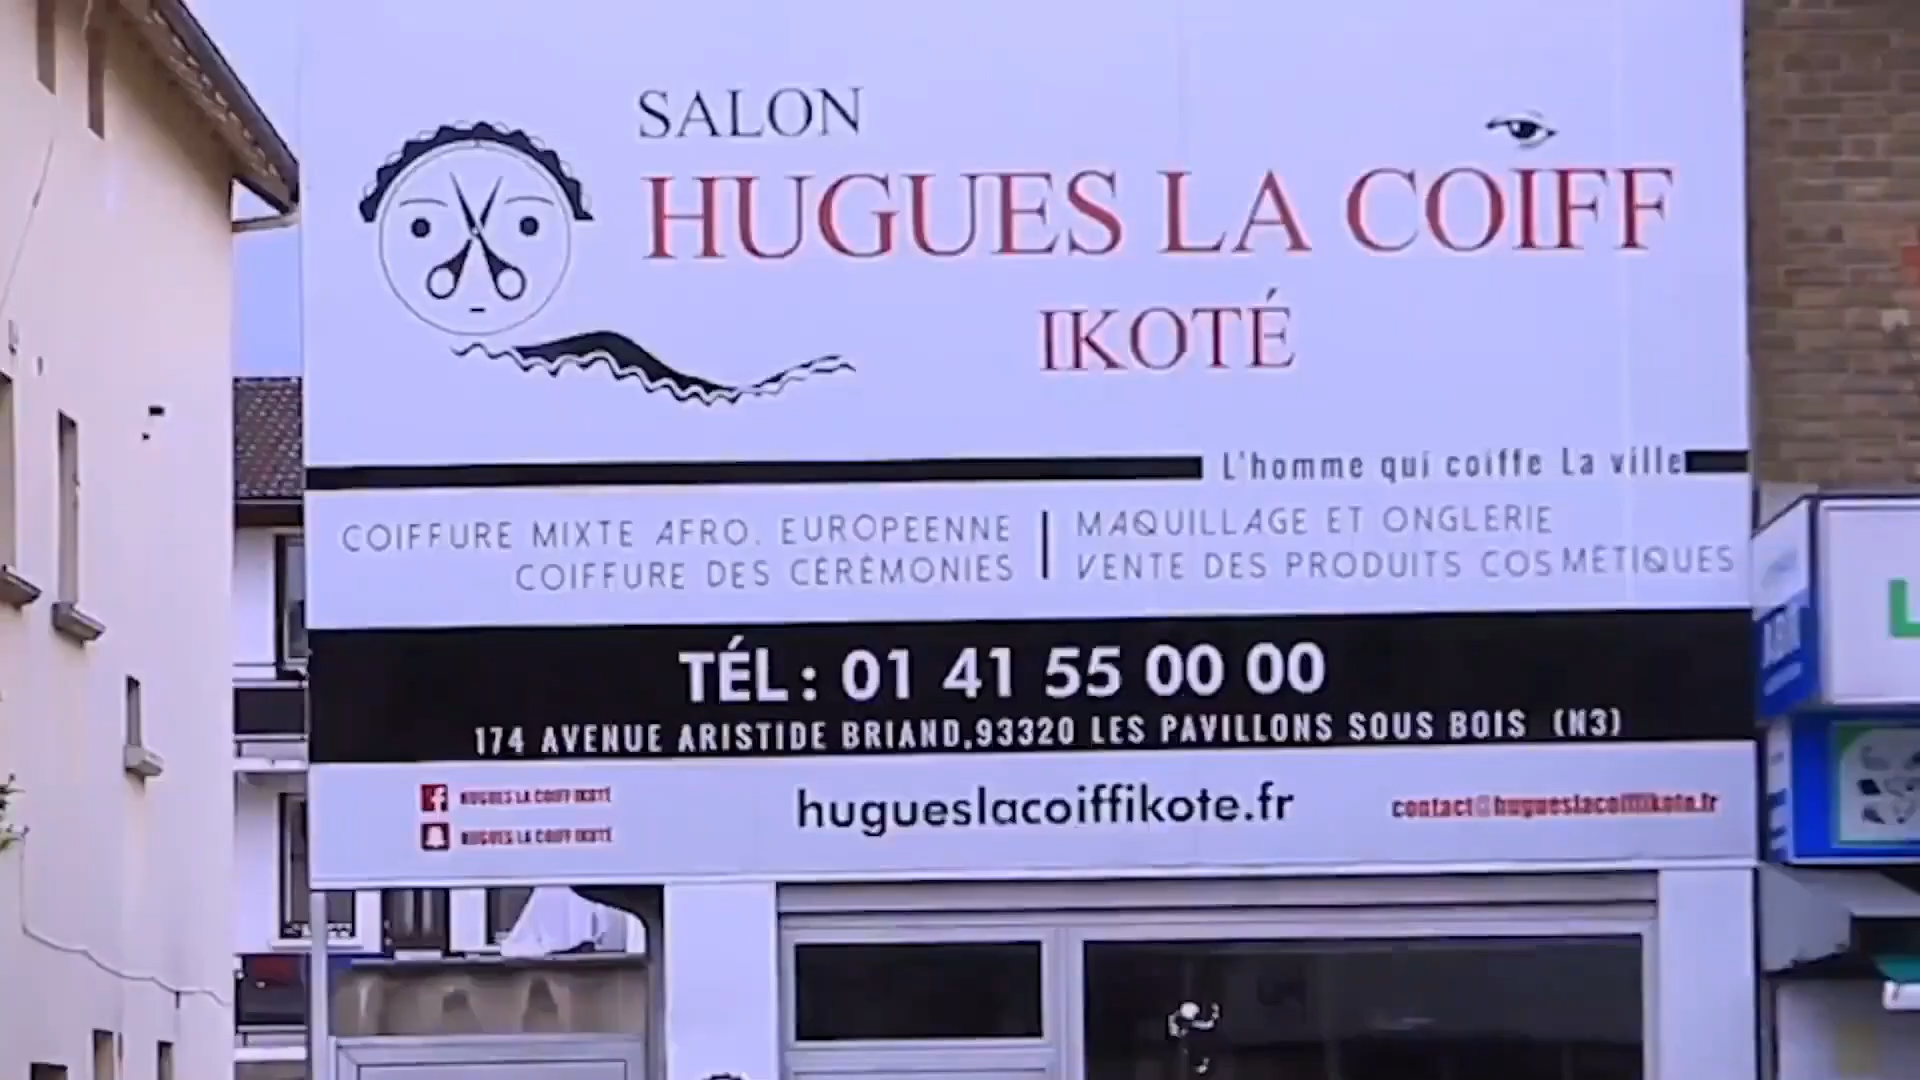 SALON
HUGUES LA COIFF
IKOTÉ
L'homme qui coiffe La ville
COIFFURE MIXTE AFRO. EUROPEENNE
COIFFURE DES CÉRÉMONIES
MAQUILLAGE ET ONGLERIE
VENTE DES PRODUITS COSMÉTIQUES
TÉL : 01 41 55 00 00
174 AVENUE ARISTIDE BRIAND.93320 LES PAVILLONS SOUS BOIS (N3)
HUGUES LA COIFF IKOTÉ
HUGUES LA COIFF IKOTÉ
hugueslacoiffikote.fr
contact@hugueslacoiffikote.fr